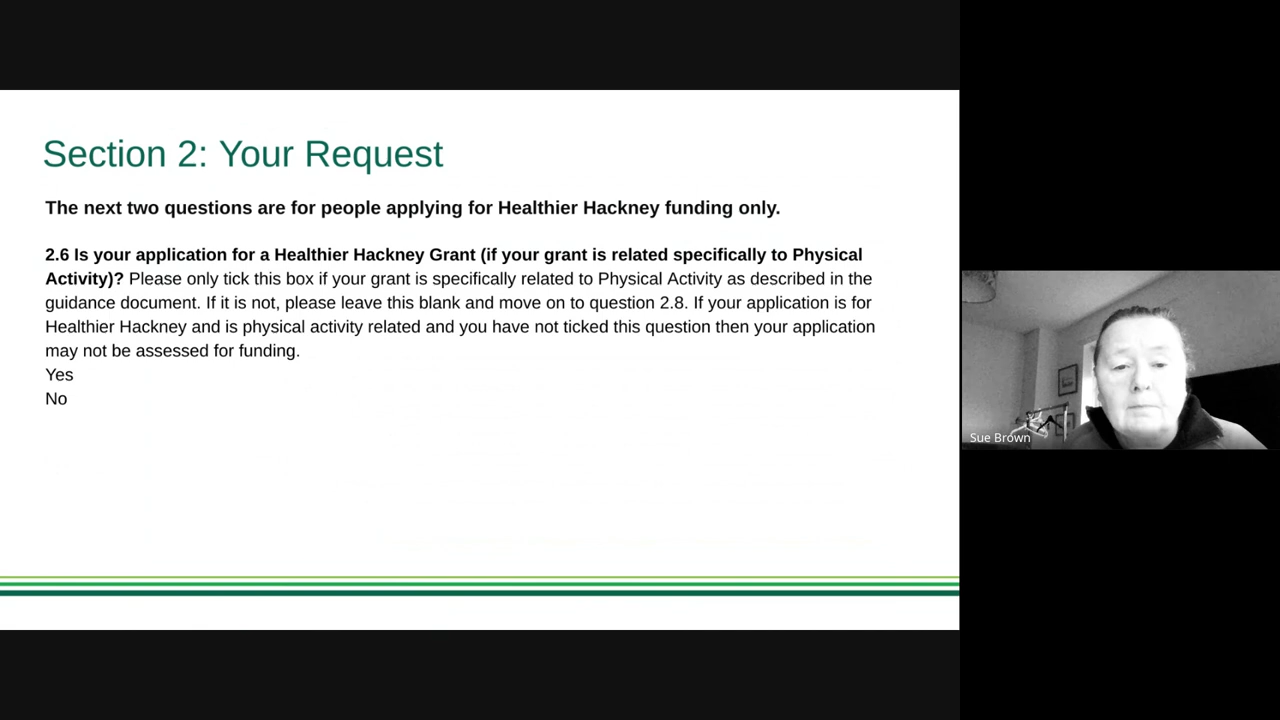 Section 2: Your Request
The next two questions are for people applying for Healthier Hackney funding only.
2.6 Is your application for a Healthier Hackney Grant (if your grant is related specifically to Physical
Activity)? Please only tick this box if your grant is specifically related to Physical Activity as described in the
guidance document. If it is not, please leave this blank and move on to question 2.8. If your application is for
Healthier Hackney and is physical activity related and you have not ticked this question then your application
may not be assessed for funding.
Yes
No
Sue Brown